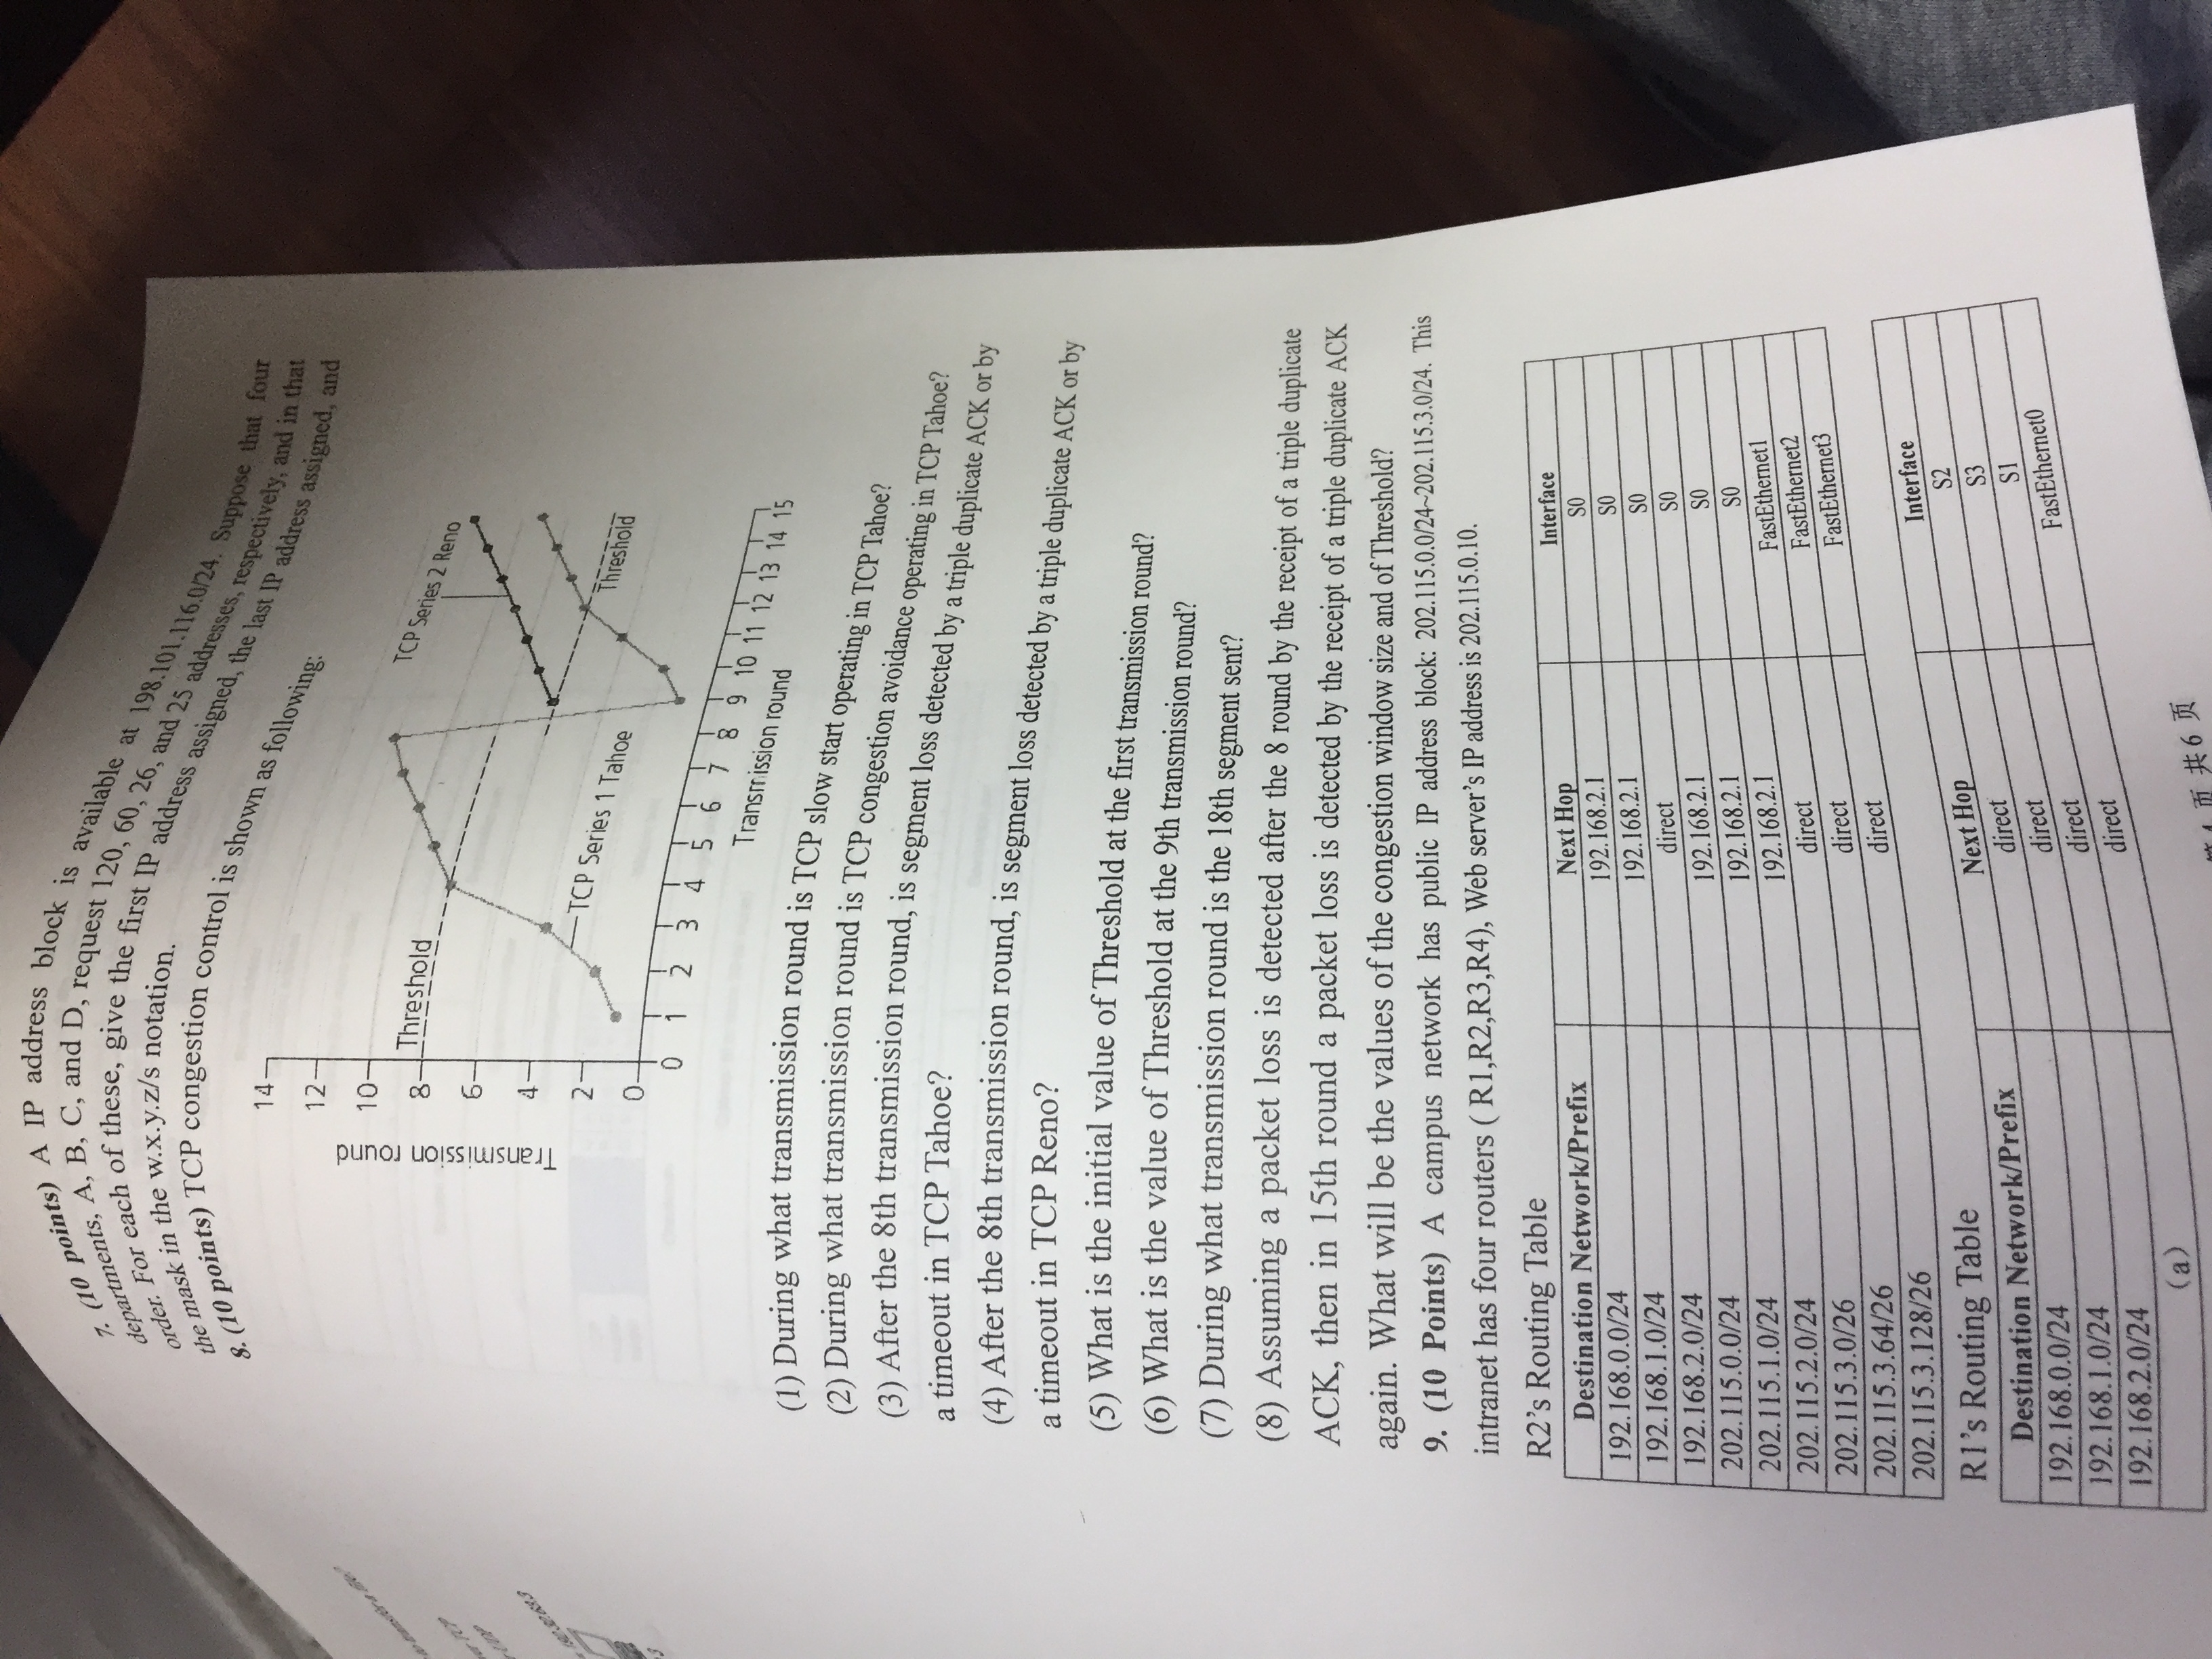 7. (10 points) A IP address block is available at 198.101.116.0/24. Suppose that four
departments, A, B, C, and D, request 120, 60, 26, and 25 addresses, respectively, and in that
order. For each of these, give the first IP address assigned, the last IP address assigned, and
the mask in the w.x.y.z/s notation.
8. (10 points) TCP congestion control is shown as following:
14
12
10
8
6
4
2
0
Transmission round
Threshold
TCP Series 2 Reno
TCP Series 1 Tahoe
Threshold
0 1 2 3 4 5 6 7 8 9 10 11 12 13 14 15
Transmission round
(1) During what transmission round is TCP slow start operating in TCP Tahoe?
(2) During what transmission round is TCP congestion avoidance operating in TCP Tahoe?
(3) After the 8th transmission round, is segment loss detected by a triple duplicate ACK or by
a timeout in TCP Tahoe?
(4) After the 8th transmission round, is segment loss detected by a triple duplicate ACK or by
a timeout in TCP Reno?
(5) What is the initial value of Threshold at the first transmission round?
(6) What is the value of Threshold at the 9th transmission round?
(7) During what transmission round is the 18th segment sent?
(8) Assuming a packet loss is detected after the 8 round by the receipt of a triple duplicate
ACK, then in 15th round a packet loss is detected by the receipt of a triple duplicate ACK
again. What will be the values of the congestion window size and of Threshold?
9. (10 Points) A campus network has public IP address block: 202.115.0.0/24~202.115.3.0/24. This
intranet has four routers ( R1,R2,R3,R4), Web server's IP address is 202.115.0.10.
R2's Routing Table
Destination Network/Prefix Next Hop Interface
192.168.0.0/24 192.168.2.1 S0
192.168.1.0/24 192.168.2.1 S0
192.168.2.0/24 direct S0
202.115.0.0/24 192.168.2.1 S0
202.115.1.0/24 192.168.2.1 S0
202.115.2.0/24 192.168.2.1 S0
202.115.3.0/26 direct FastEthernet1
202.115.3.64/26 direct FastEthernet2
202.115.3.128/26 direct FastEthernet3
R1's Routing Table
Destination Network/Prefix Next Hop Interface
192.168.0.0/24 direct S2
192.168.1.0/24 direct S3
192.168.2.0/24 direct S1
(a) direct FastEthernet0
页 共 6 页